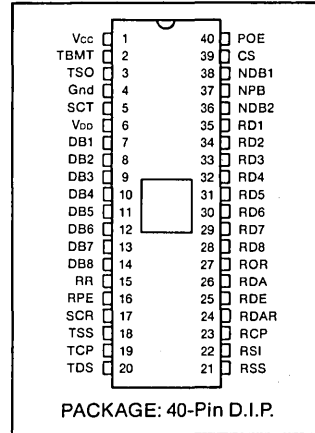 Vcc 1 40 POE
TBMT 2 39 CS
TSO 3 38 NDB1
Gnd 4 37 NPB
SCT 5 36 NDB2
VDD 6 35 RD1
DB1 7 34 RD2
DB2 8 33 RD3
DB3 9 32 RD4
DB4 10 31 RD5
DB5 11 30 RD6
DB6 12 29 RD7
DB7 13 28 RD8
DB8 14 27 ROR
RR 15 26 RDA
RPE 16 25 RDE
SCR 17 24 RDAR
TSS 18 23 RCP
TCP 19 22 RSI
TDS 20 21 RSS
PACKAGE: 40-Pin D.I.P.